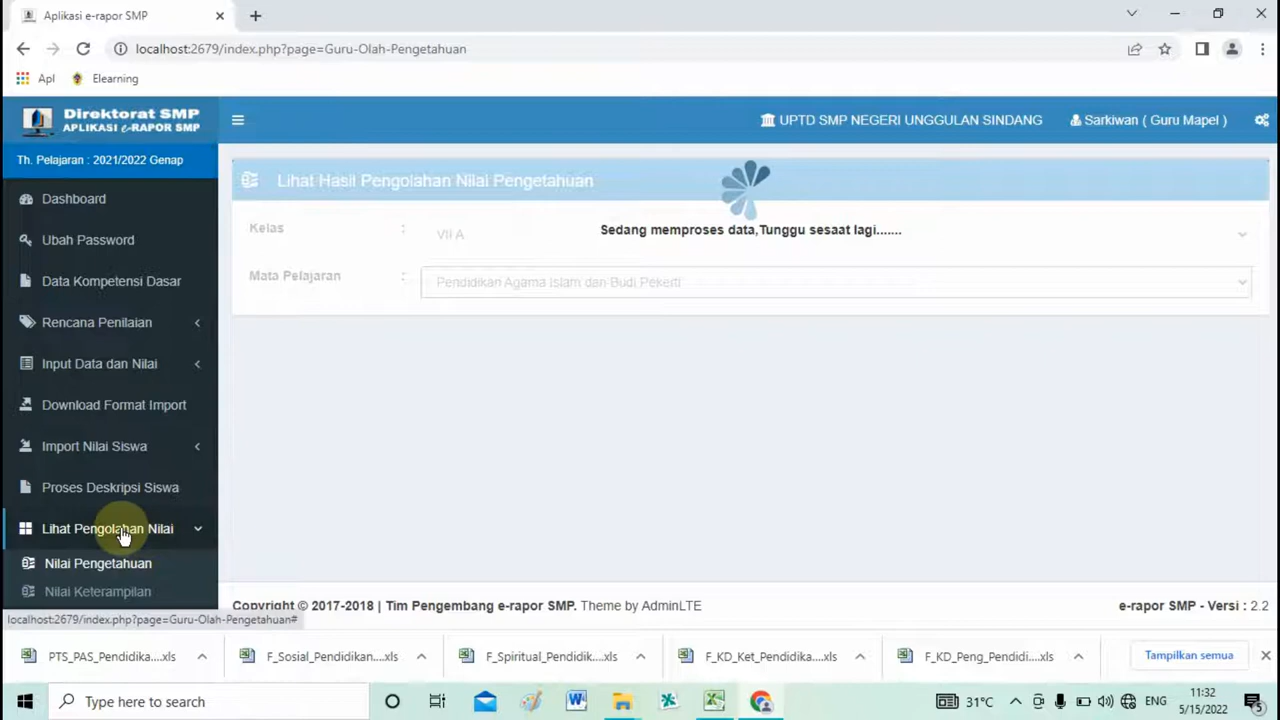 Aplikasi e-rapor SMP
localhost:2679/index.php?page=Guru-Olah-Pengetahuan
Apl
Elearning
Direktorat SMP
APLIKASI e-RAPOR SMP
UPTD SMP NEGERI UNGGULAN SINDANG
Sarkiwan ( Guru Mapel )
Th. Pelajaran : 2021/2022 Genap
Dashboard
Ubah Password
Data Kompetensi Dasar
Rencana Penilaian
Input Data dan Nilai
Download Format Import
Import Nilai Siswa
Proses Deskripsi Siswa
Lihat Pengolahan Nilai
Nilai Pengetahuan
Nilai Keterampilan
Lihat Hasil Pengolahan Nilai Pengetahuan
Kelas : VII A
Sedang memproses data,Tunggu sesaat lagi.......
Mata Pelajaran : Pendidikan Agama Islam dan Budi Pekerti
Copyright © 2017-2018 | Tim Pengembang e-rapor SMP. Theme by AdminLTE
e-rapor SMP - Versi : 2.2
localhost:2679/index.php?page=Guru-Olah-Pengetahuan#
PTS_PAS_Pendidika....xls
F_Sosial_Pendidikan....xls
F_Spiritual_Pendidik....xls
F_KD_Ket_Pendidika....xls
F_KD_Peng_Pendidi....xls
Tampilkan semua
Type here to search
31°C
ENG
11:32
5/15/2022
5